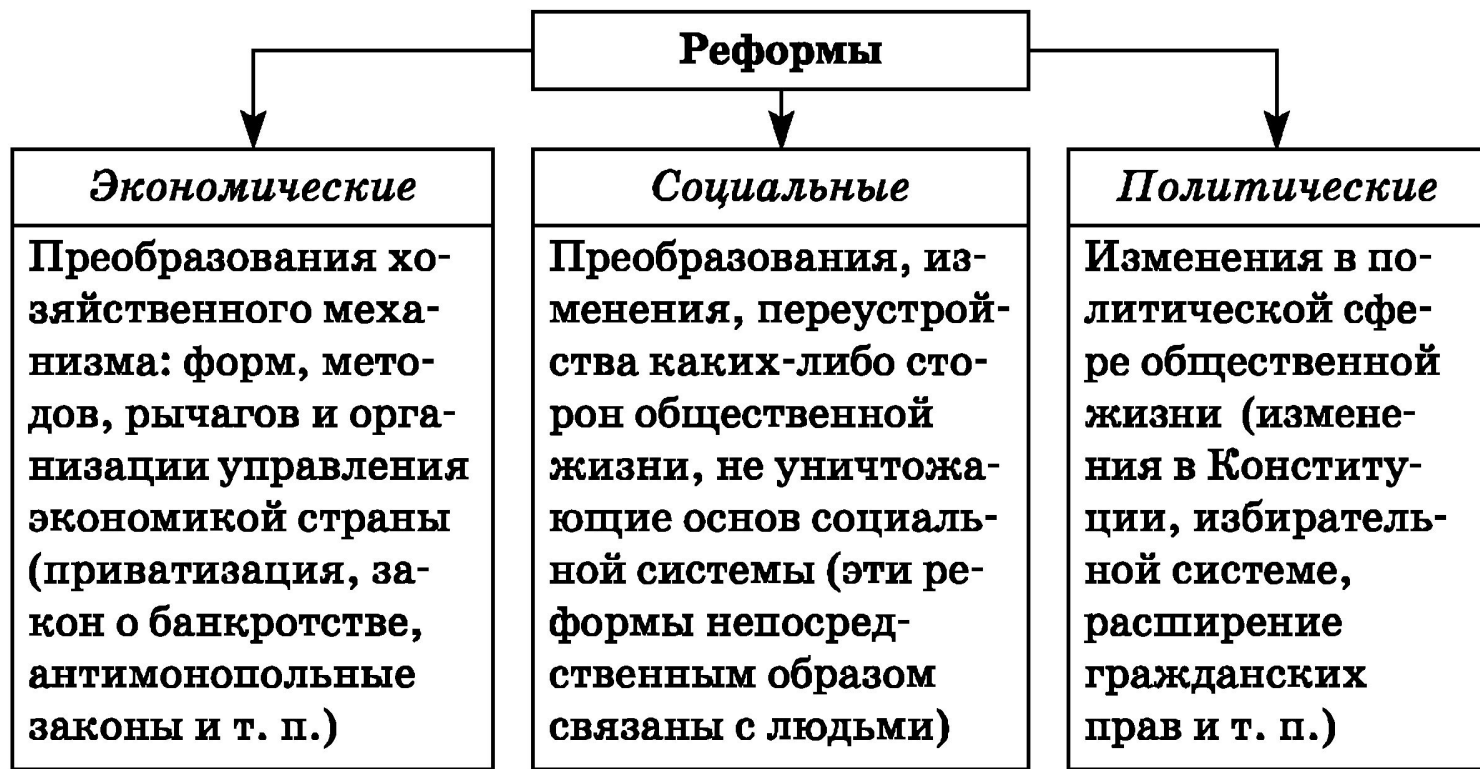 Реформы
Экономические
Преобразования хо-
зяйственного меха-
низма: форм, мето-
дов, рычагов и орга-
низации управления
экономикой страны
(приватизация, за-
кон о банкротстве,
антимонопольные
законы и т. п.)
Социальные
Преобразования, из-
менения, переустрой-
ства каких-либо сто-
рон общественной
жизни, не уничтожа-
ющие основ социаль-
ной системы (эти ре-
формы непосред-
ственным образом
связаны с людьми)
Политические
Изменения в по-
литической сфе-
ре общественной
жизни (измене-
ния в Конститу-
ции, избиратель-
ной системе,
расширение
гражданских
прав и т. п.)